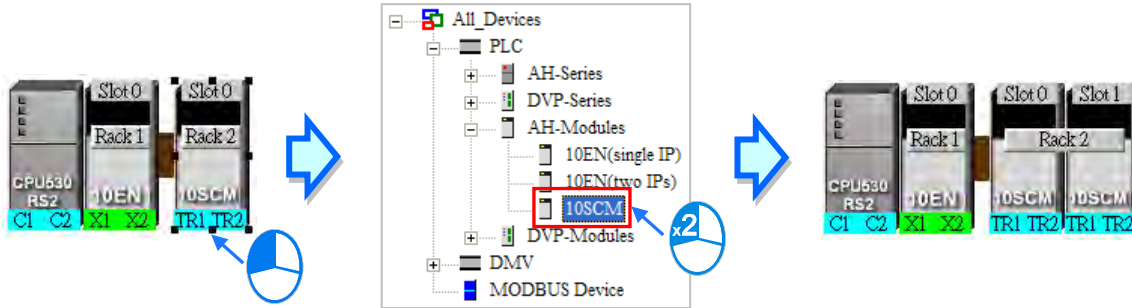 Slot 0 Slot 0
Rack 1 Rack 2
CPU530
RS2 10EN 10SCM
C1 C2 X1 X2 TR1 TR2
All_Devices
PLC
AH-Series
DVP-Series
AH-Modules
10EN(single IP)
10EN(two IPs)
10SCM
DVP-Modules
DMV
MODBUS Device
x2
Slot 0 Slot 0 Slot 1
Rack 1 Rack 2
CPU530
RS2 10EN 10SCM 10SCM
C1 C2 X1 X2 TR1 TR2 TR1 TR2